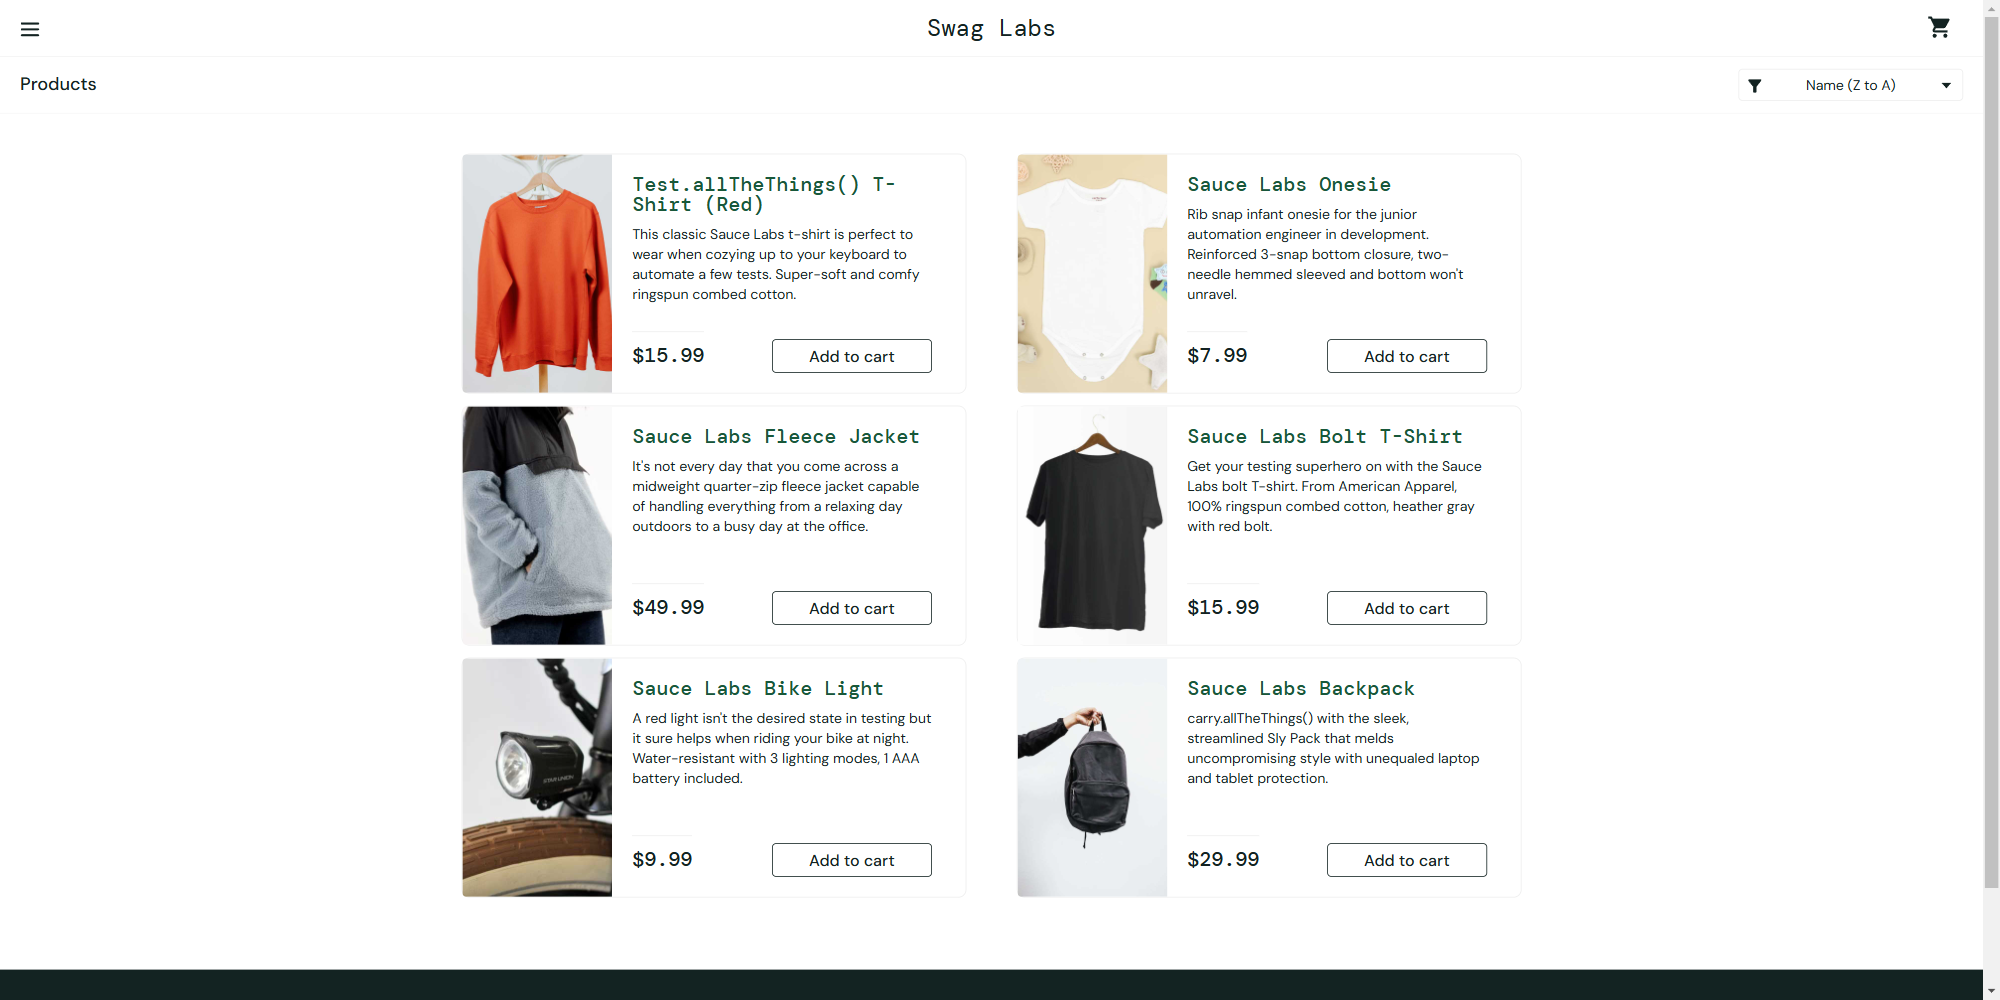 Swag Labs
Products
Name (Z to A)
Test.allTheThings() T-
Shirt (Red)
This classic Sauce Labs t-shirt is perfect to
wear when cozying up to your keyboard to
automate a few tests. Super-soft and comfy
ringspun combed cotton.
$15.99
Add to cart
Sauce Labs Onesie
Rib snap infant onesie for the junior
automation engineer in development.
Reinforced 3-snap bottom closure, two-
needle hemmed sleeved and bottom won't
unravel.
$7.99
Add to cart
Sauce Labs Fleece Jacket
It's not every day that you come across a
midweight quarter-zip fleece jacket capable
of handling everything from a relaxing day
outdoors to a busy day at the office.
$49.99
Add to cart
Sauce Labs Bolt T-Shirt
Get your testing superhero on with the Sauce
Labs bolt T-shirt. From American Apparel,
100% ringspun combed cotton, heather gray
with red bolt.
$15.99
Add to cart
Sauce Labs Bike Light
A red light isn't the desired state in testing but
it sure helps when riding your bike at night.
Water-resistant with 3 lighting modes, 1 AAA
battery included.
$9.99
Add to cart
Sauce Labs Backpack
carry.allTheThings() with the sleek,
streamlined Sly Pack that melds
uncompromising style with unequaled laptop
and tablet protection.
$29.99
Add to cart